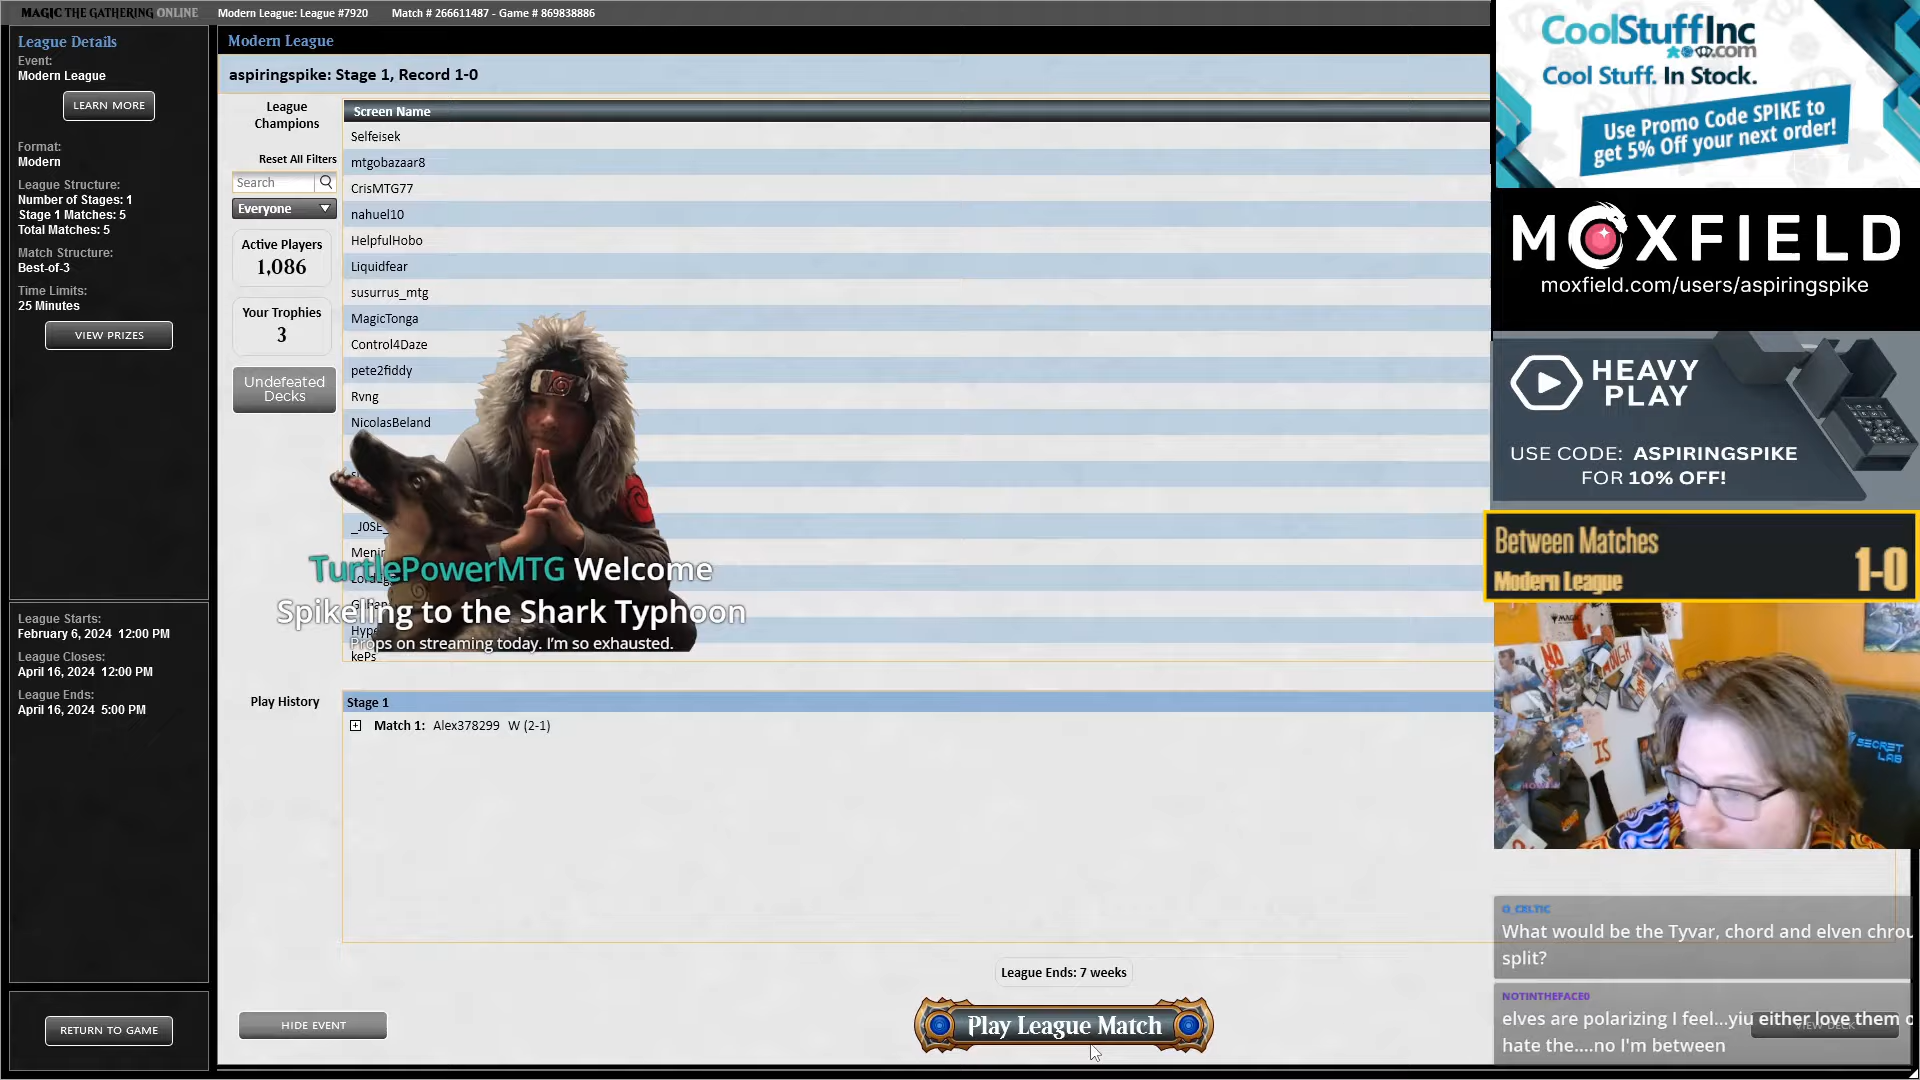 MAGIC THE GATHERING ONLINE
Modern League: League #7920
Match # 266611487 - Game # 869838886
League Details
Event:
Modern League
LEARN MORE
Format:
Modern
League Structure:
Number of Stages: 1
Stage 1 Matches: 5
Total Matches: 5
Match Structure:
Best-of-3
Time Limits:
25 Minutes
VIEW PRIZES
League Starts:
February 6, 2024 12:00 PM
League Closes:
April 16, 2024 12:00 PM
League Ends:
April 16, 2024 5:00 PM
RETURN TO GAME
Modern League
aspiringspike: Stage 1, Record 1-0
League
Champions
Reset All Filters
Search
Everyone
Active Players
1,086
Your Trophies
3
Undefeated
Decks
Screen Name
Selfeisek
mtgobazaar8
CrisMTG77
nahuel10
HelpfulHobo
Liquidfear
susurrus_mtg
MagicTonga
Control4Daze
pete2fiddy
Rvng
NicolasBeland
_J0SE_
kePs
TurtlePowerMTG Welcome
Spikeling to the Shark Typhoon
Props on streaming today. I'm so exhausted.
Play History
Stage 1
Match 1: Alex378299 W (2-1)
League Ends: 7 weeks
HIDE EVENT
Play League Match
VIEW DECK
CoolStuffInc
.com
Cool Stuff. In Stock.
Use Promo Code SPIKE to
get 5% Off your next order!
MOXFIELD
moxfield.com/users/aspiringspike
HEAVY
PLAY
USE CODE: ASPIRINGSPIKE
FOR 10% OFF!
Between Matches
Modern League
1-0
NO
IS
SECRET
LAB
O_CELTIC
What would be the Tyvar, chord and elven chrou
split?
NOTINTHEFACE0
elves are polarizing I feel...yiu either love them o
hate the....no I'm between